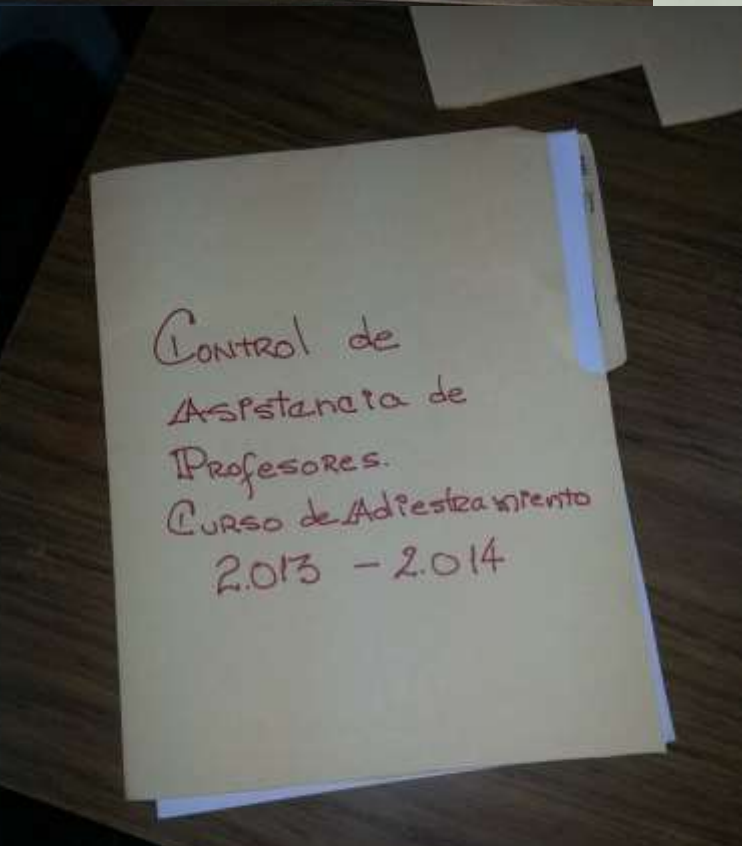 Control de
Asistencia de
Profesores.
Curso de Adiestramiento
2.013 - 2.014